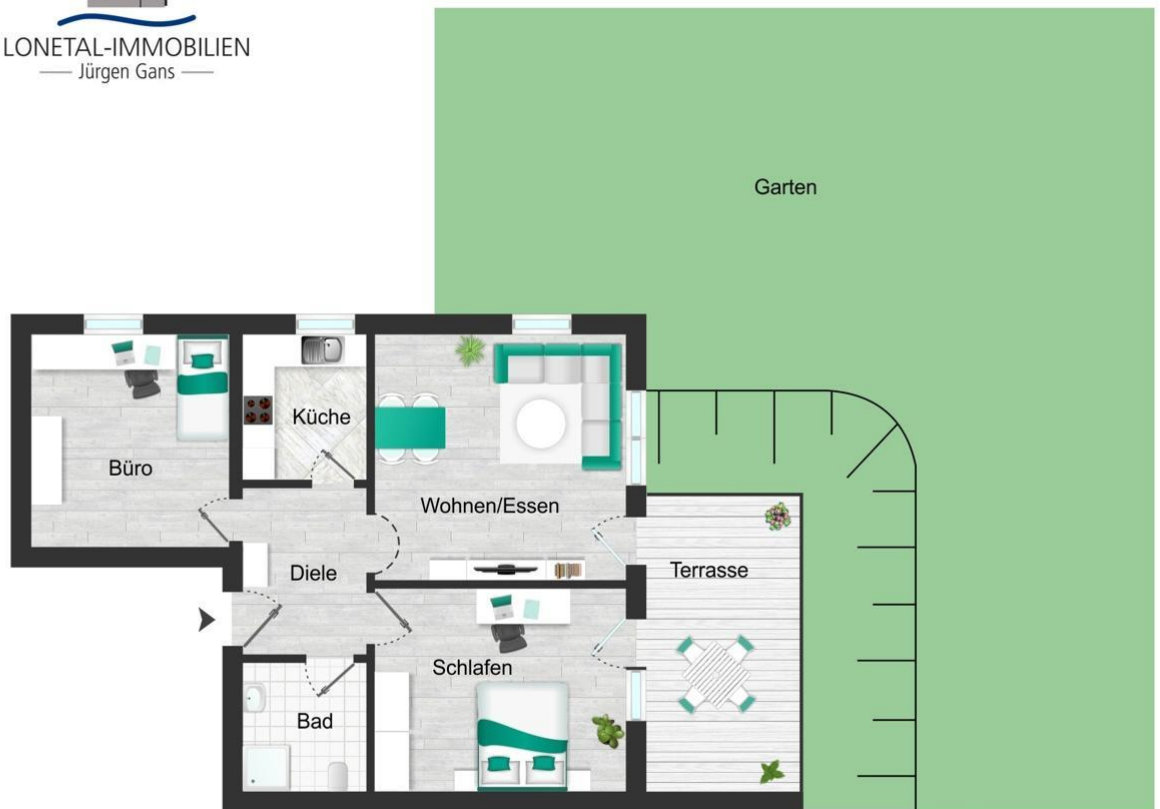 LONETAL-IMMOBILIEN
Jürgen Gans
Garten
Küche
Büro
Wohnen/Essen
Diele
Terrasse
Schlafen
Bad